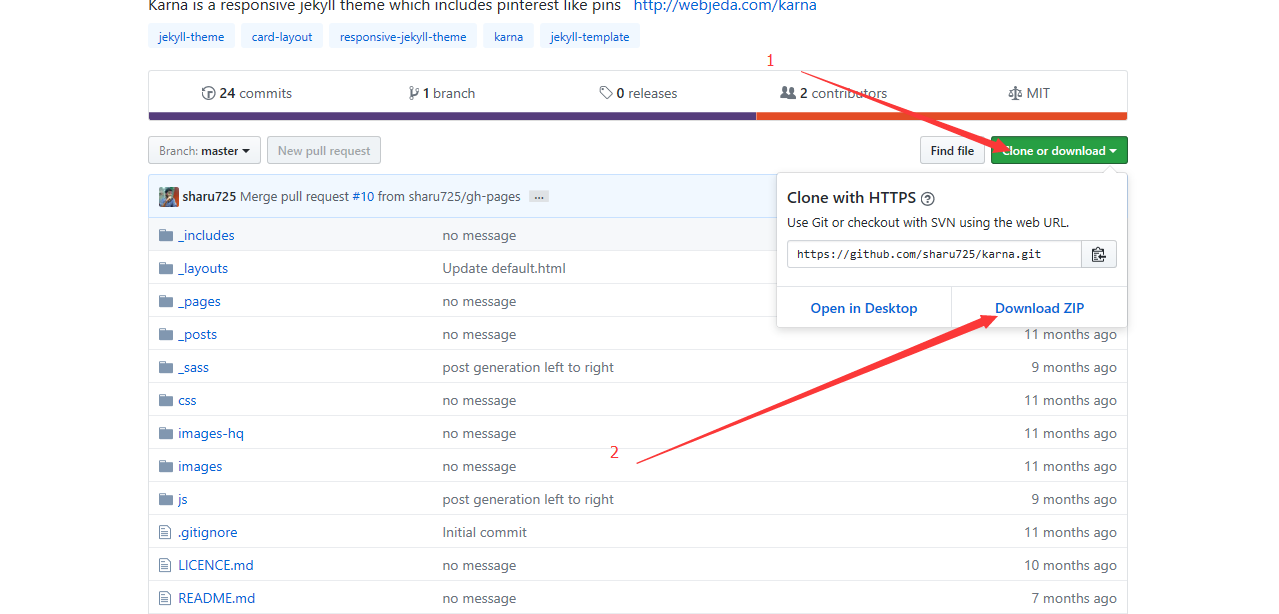 Karna is a responsive jekyll theme which includes pinterest like pins http://webjeda.com/karna
jekyll-theme card-layout responsive-jekyll-theme karna jekyll-template
1
24 commits 1 branch 0 releases 2 contributors MIT
Branch: master New pull request Find file Clone or download
sharu725 Merge pull request #10 from sharu725/gh-pages ...
Clone with HTTPS ?
Use Git or checkout with SVN using the web URL.
https://github.com/sharu725/karna.git
Open in Desktop Download ZIP
_includes no message
_layouts Update default.html
_pages no message
_posts no message 11 months ago
_sass post generation left to right 9 months ago
css no message 11 months ago
images-hq no message 11 months ago
2
images no message 11 months ago
js post generation left to right 9 months ago
.gitignore Initial commit 11 months ago
LICENCE.md no message 10 months ago
README.md no message 7 months ago